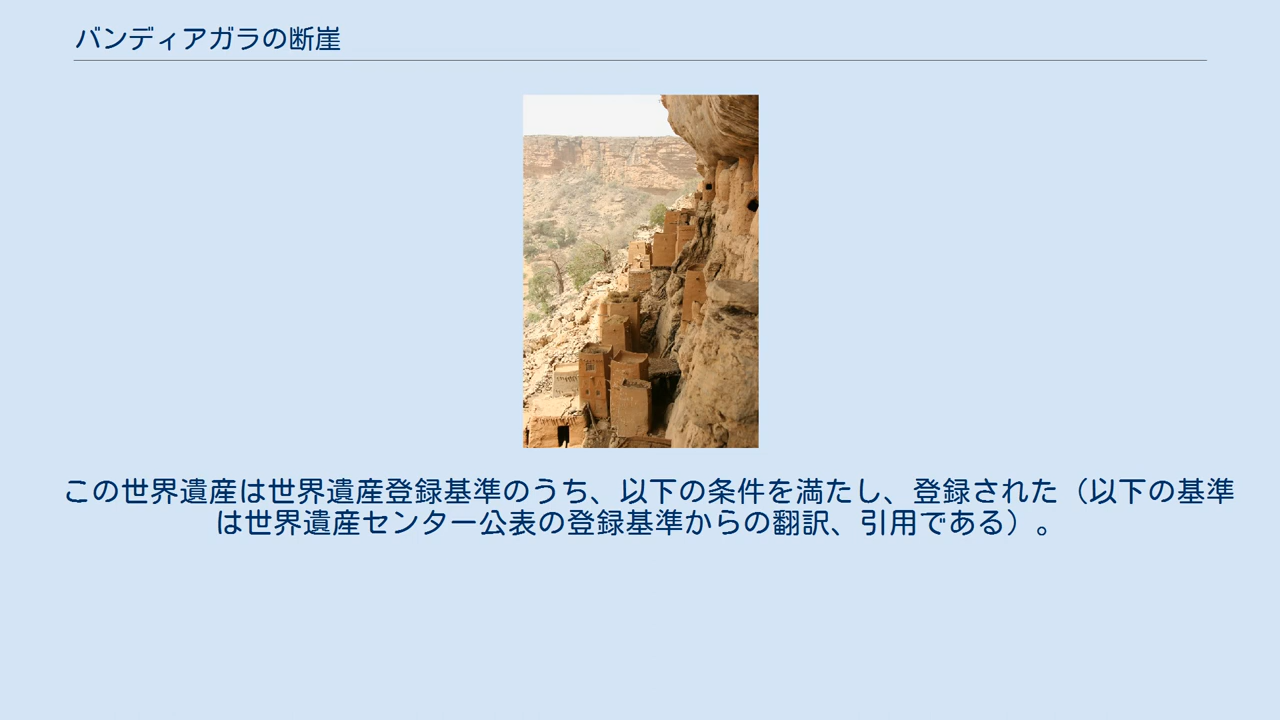 バンディアガラの断崖
この世界遺産は世界遺産登録基準のうち、以下の条件を満たし、登録された（以下の基準
は世界遺産センター公表の登録基準からの翻訳、引用である）。